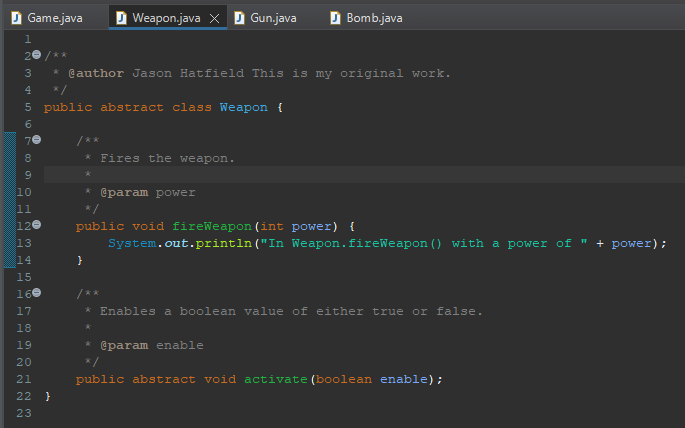 Game.java Weapon.java Gun.java Bomb.java
1
2 /**
3  * @author Jason Hatfield This is my original work.
4  */
5 public abstract class Weapon {
6
7     /**
8      * Fires the weapon.
9      *
10      * @param power
11      */
12     public void fireWeapon(int power) {
13         System.out.println("In Weapon.fireWeapon() with a power of " + power);
14     }
15
16     /**
17      * Enables a boolean value of either true or false.
18      *
19      * @param enable
20      */
21     public abstract void activate(boolean enable);
22 }
23